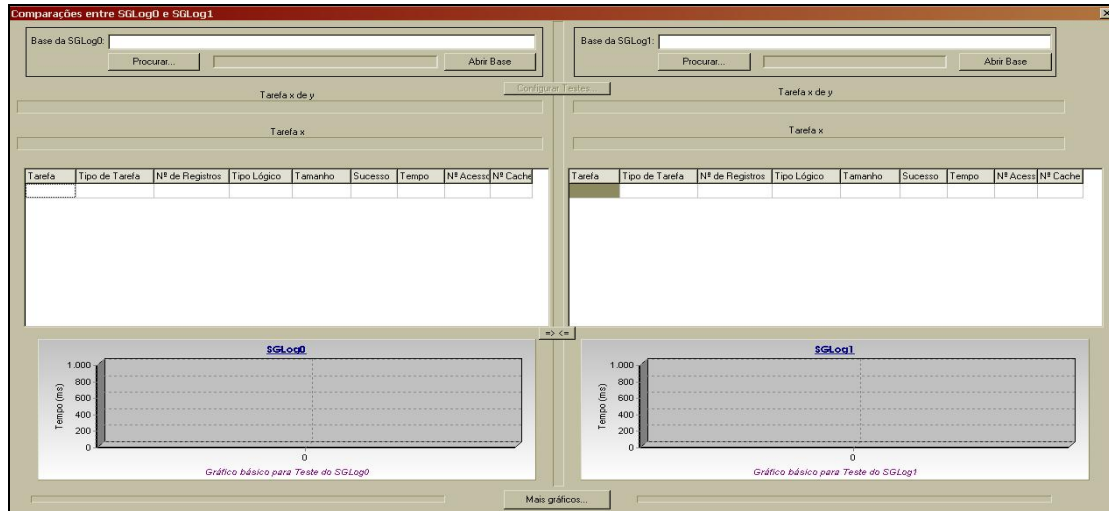 Comparações entre SGLog0 e SGLog1
Base da SGLog0:
Procurar...
Abrir Base
Base da SGLog1:
Procurar...
Abrir Base
Configurar Testes...
Tarefa x de y
Tarefa x
Tarefa x de y
Tarefa x
Tarefa Tipo de Tarefa Nº de Registros Tipo Lógico Tamanho Sucesso Tempo Nº Acesso Nº Cache
Tarefa Tipo de Tarefa Nº de Registros Tipo Lógico Tamanho Sucesso Tempo Nº Acess Nº Cache
=> <=
SGLog0
Tempo (ms)
1.000
800
600
400
200
0
0
Gráfico básico para Teste do SGLog0
SGLog1
Tempo (ms)
1.000
800
600
400
200
0
0
Gráfico básico para Teste do SGLog1
Mais gráficos...